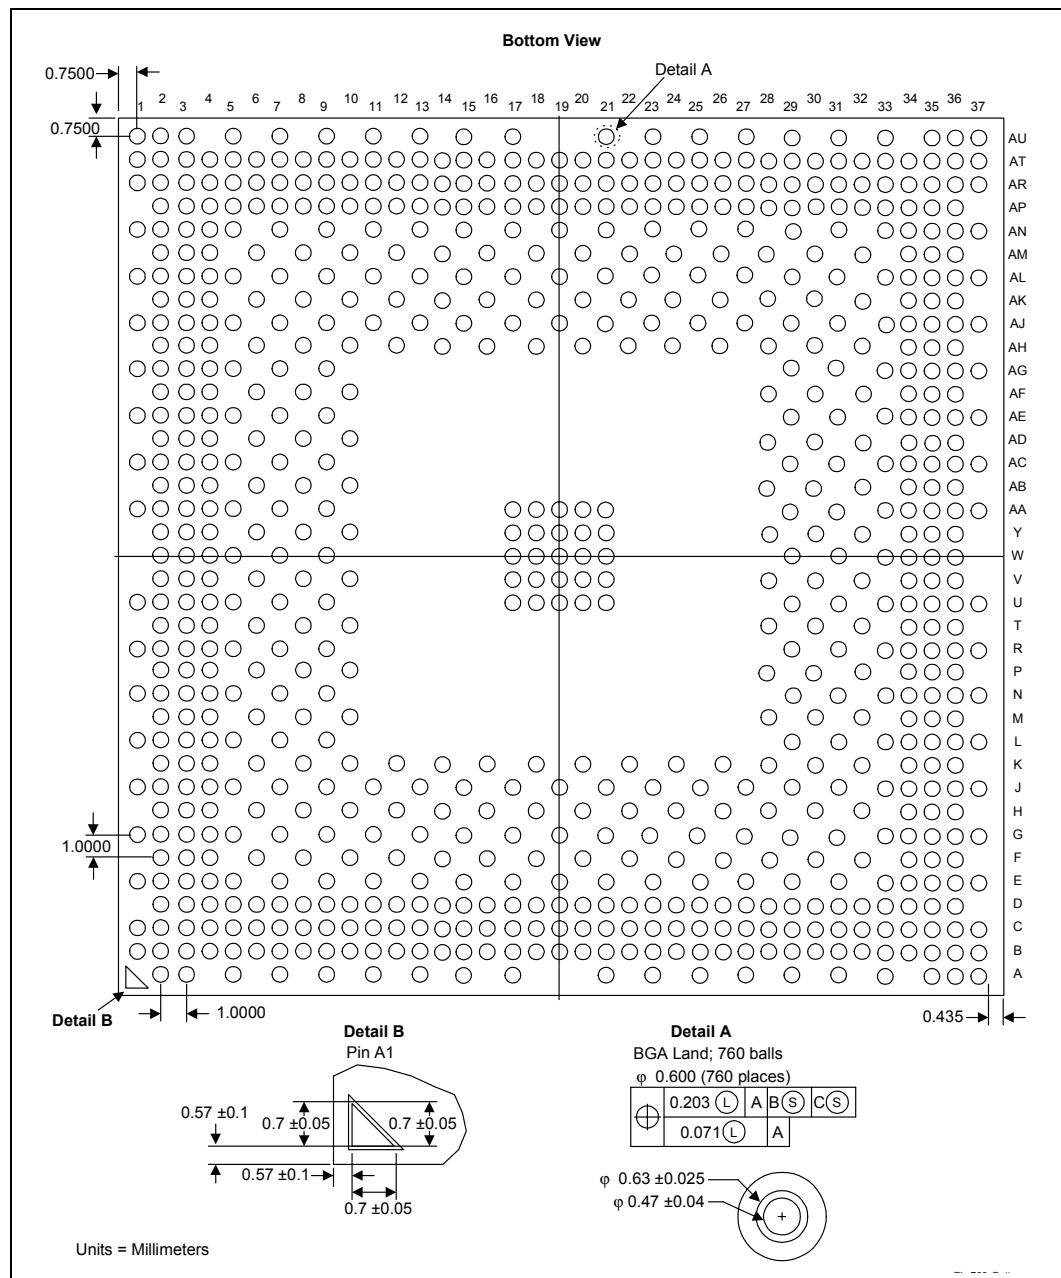 Bottom View
0.7500
Detail A
1 2 3 4 5 6 7 8 9 10 11 12 13 14 15 16 17 18 19 20 21 22 23 24 25 26 27 28 29 30 31 32 33 34 35 36 37
0.7500
AU
AT
AR
AP
AN
AM
AL
AK
AJ
AH
AG
AF
AE
AD
AC
AB
AA
Y
W
V
U
T
R
P
N
M
L
K
J
H
G
1.0000
F
E
D
C
B
A
Detail B
1.0000
0.435
Detail B
Pin A1
0.57 ±0.1
0.7 ±0.05
0.7 ±0.05
0.57 ±0.1
0.7 ±0.05
Detail A
BGA Land; 760 balls
φ 0.600 (760 places)
0.203 Ⓛ A B Ⓢ C Ⓢ
0.071 Ⓛ A
φ 0.63 ±0.025
φ 0.47 ±0.04
Units = Millimeters